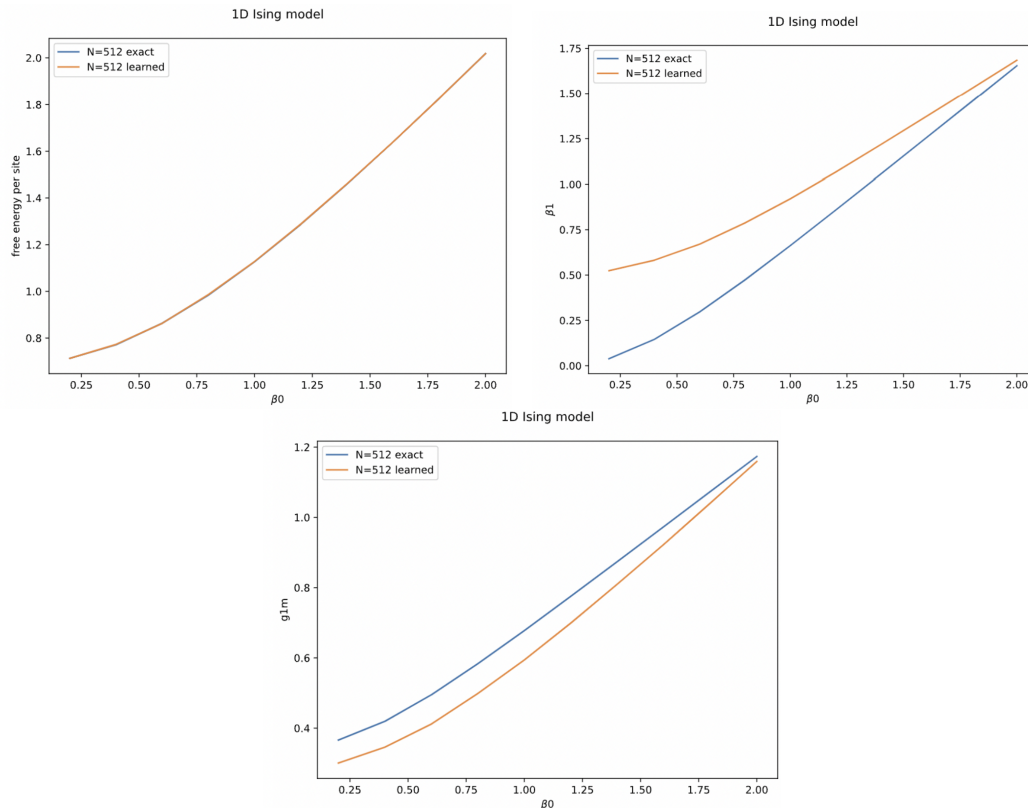 1D Ising model
N=512 exact
N=512 learned
free energy per site
2.0
1.8
1.6
1.4
1.2
1.0
0.8
0.25 0.50 0.75 1.00 1.25 1.50 1.75 2.00
β0
1D Ising model
N=512 exact
N=512 learned
β1
1.75
1.50
1.25
1.00
0.75
0.50
0.25
0.00
0.25 0.50 0.75 1.00 1.25 1.50 1.75 2.00
β0
1D Ising model
N=512 exact
N=512 learned
g1m
1.2
1.0
0.8
0.6
0.4
0.25 0.50 0.75 1.00 1.25 1.50 1.75 2.00
β0